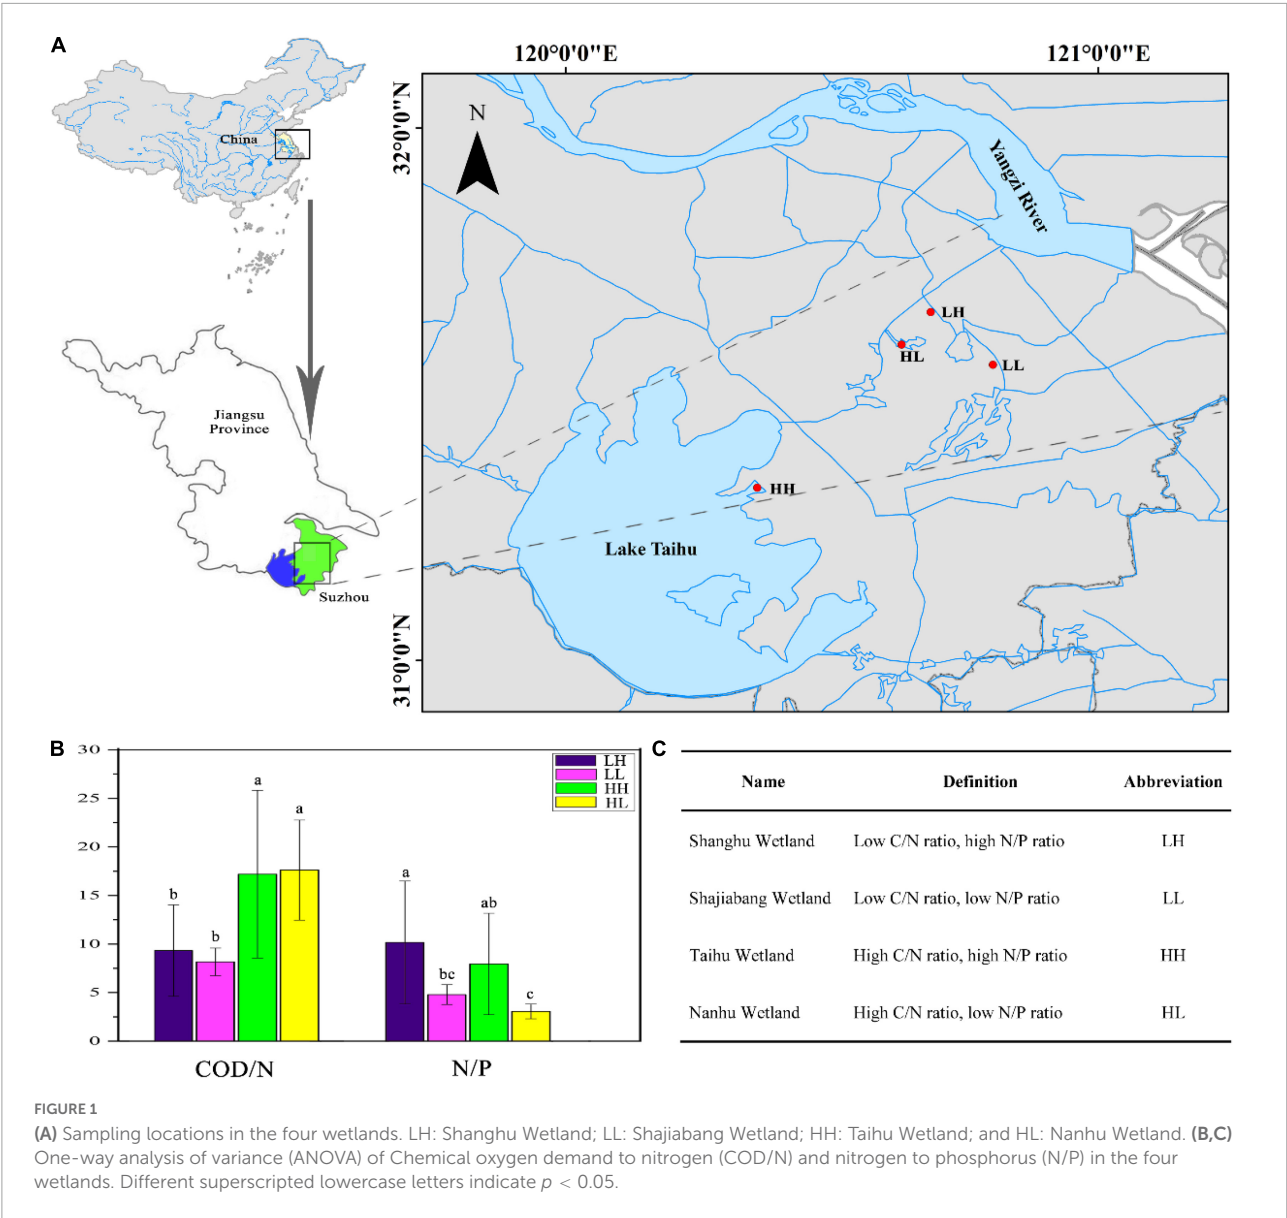 A
120°0'0"E
121°0'0"E
32°0'0"N
31°0'0"N
N
China
Yangzi River
LH
HL
LL
HH
Lake Taihu
Jiangsu
Province
Suzhou
B
30
25
20
15
10
5
0
b
b
a
a
a
bc
ab
c
LH
LL
HH
HL
COD/N
N/P
C
Name Definition Abbreviation
Shanghu Wetland Low C/N ratio, high N/P ratio LH
Shajiabang Wetland Low C/N ratio, low N/P ratio LL
Taihu Wetland High C/N ratio, high N/P ratio HH
Nanhu Wetland High C/N ratio, low N/P ratio HL
FIGURE 1
(A) Sampling locations in the four wetlands. LH: Shanghu Wetland; LL: Shajiabang Wetland; HH: Taihu Wetland; and HL: Nanhu Wetland. (B,C)
One-way analysis of variance (ANOVA) of Chemical oxygen demand to nitrogen (COD/N) and nitrogen to phosphorus (N/P) in the four
wetlands. Different superscripted lowercase letters indicate p < 0.05.